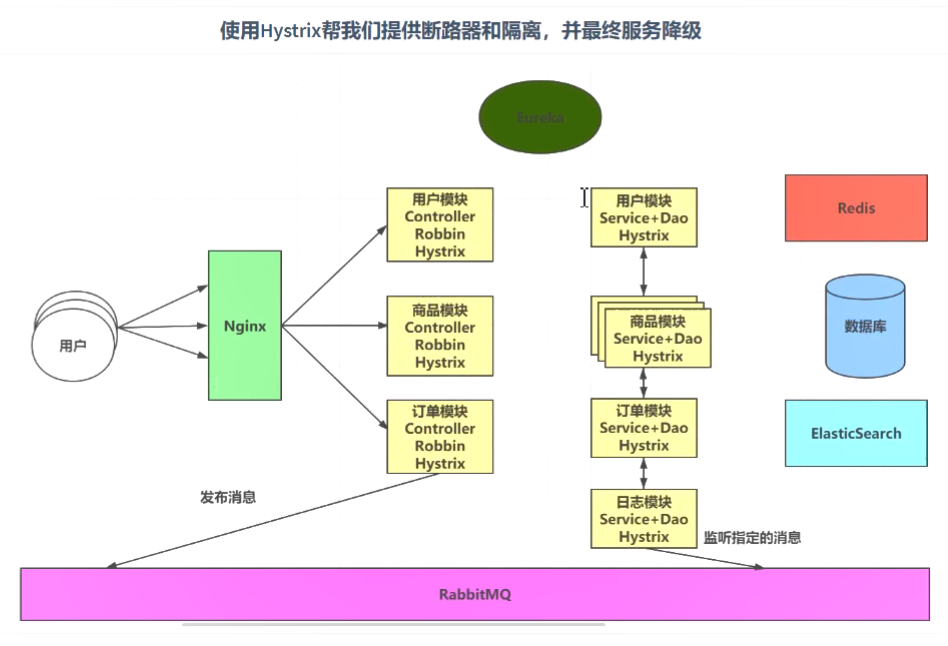 使用Hystrix帮我们提供断路器和隔离，并最终服务降级
Eureka
用户模块
Controller
Robbin
Hystrix
用户模块
Service+Dao
Hystrix
Redis
用户
Nginx
商品模块
Controller
Robbin
Hystrix
商品模块
Service+Dao
Hystrix
数据库
订单模块
Controller
Robbin
Hystrix
订单模块
Service+Dao
Hystrix
ElasticSearch
发布消息
日志模块
Service+Dao
Hystrix
监听指定的消息
RabbitMQ